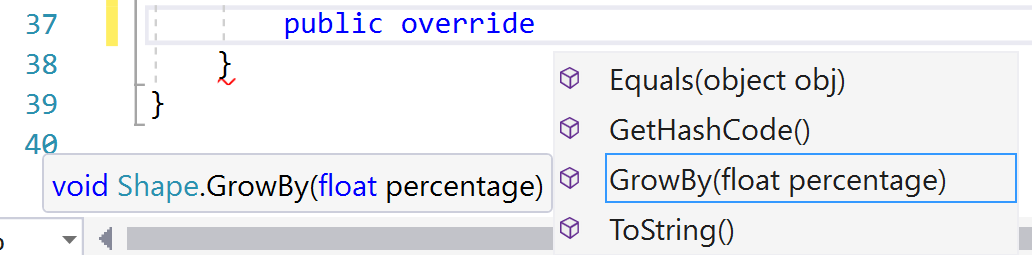 37 public override
38 }
39 }
40
Equals(object obj)
GetHashCode()
GrowBy(float percentage)
ToString()
void Shape.GrowBy(float percentage)